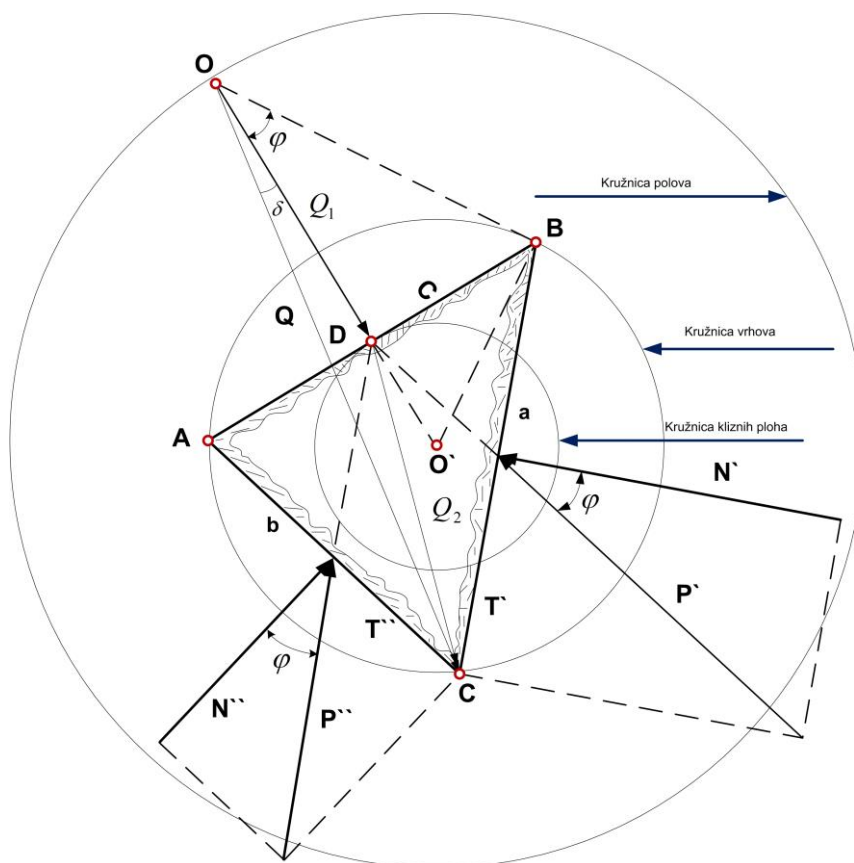 O
φ
δ
Q₁
Kružnica polova
B
C
Q
D
Kružnica vrhova
a
A
Kružnica kliznih ploha
O`
N`
φ
b
Q₂
P`
T`
T``
φ
C
N``
P``